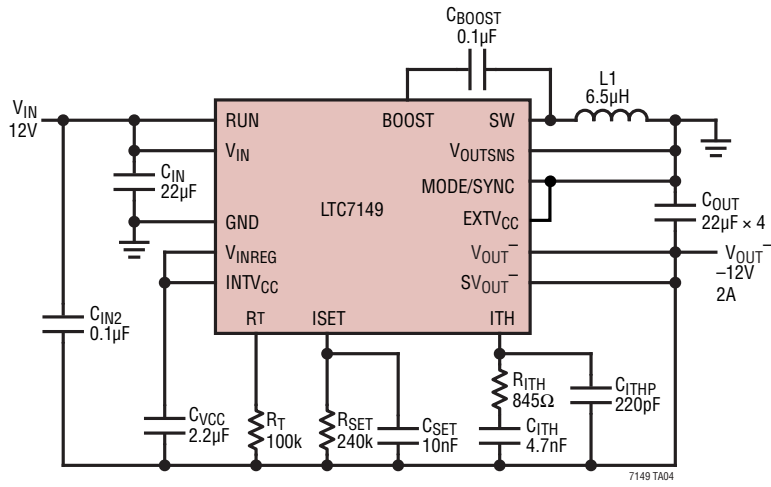 CBOOST
0.1µF
L1
6.5µH
VIN
12V
RUN
BOOST
SW
VIN
VOUTSNS
CIN
22µF
MODE/SYNC
LTC7149
EXTVCC
COUT
22µF × 4
GND
VOUT–
VOUT–
–12V
2A
VINREG
INTVCC
SVOUT–
RT
ISET
ITH
CIN2
0.1µF
RITH
845Ω
CITHP
220pF
CVCC
2.2µF
RT
100k
RSET
240k
CSET
10nF
CITH
4.7nF
7149 TA04